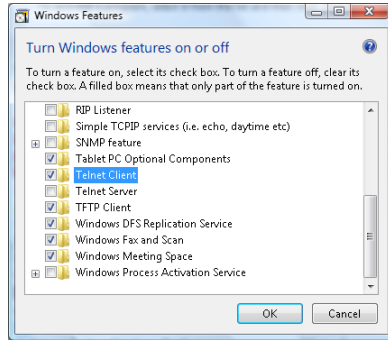 Windows Features
Turn Windows features on or off
To turn a feature on, select its check box. To turn a feature off, clear its
check box. A filled box means that only part of the feature is turned on.
RIP Listener
Simple TCPIP services (i.e. echo, daytime etc)
SNMP feature
Tablet PC Optional Components
Telnet Client
Telnet Server
TFTP Client
Windows DFS Replication Service
Windows Fax and Scan
Windows Meeting Space
Windows Process Activation Service
OK Cancel